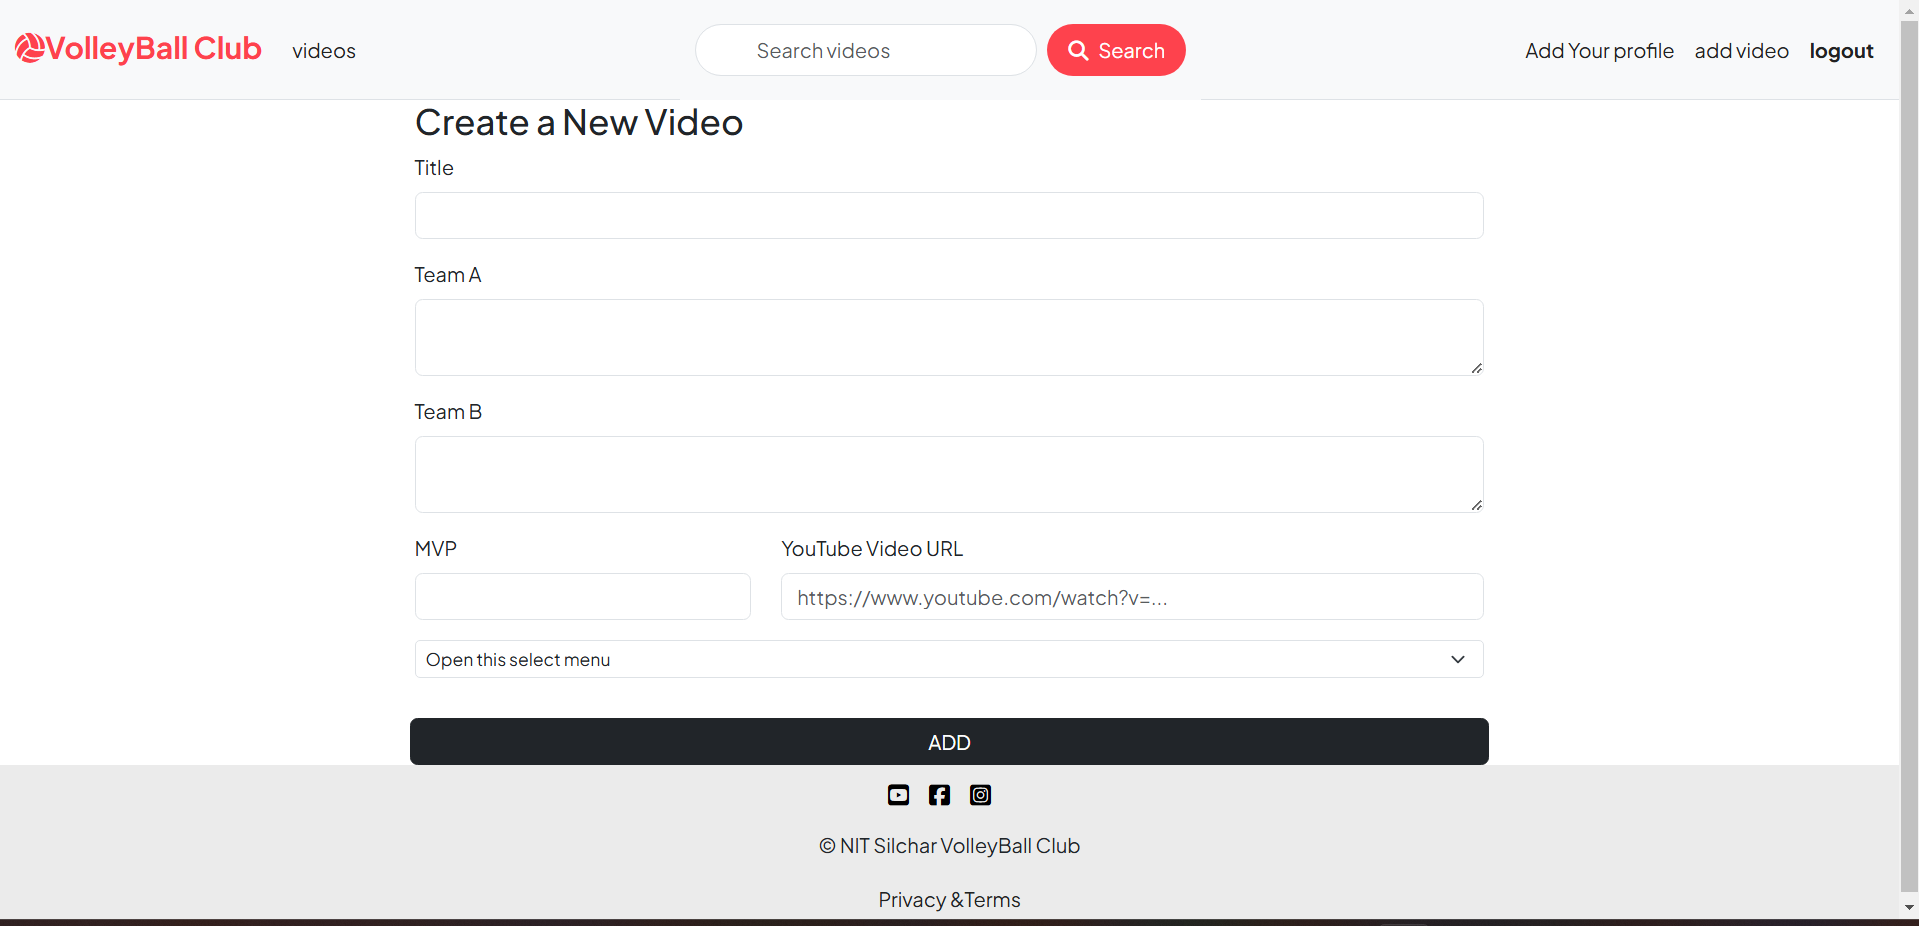 VolleyBall Club videos Search videos Search Add Your profile add video logout
Create a New Video
Title
Team A
Team B
MVP YouTube Video URL
https://www.youtube.com/watch?v=...
Open this select menu
ADD
© NIT Silchar VolleyBall Club
Privacy &Terms